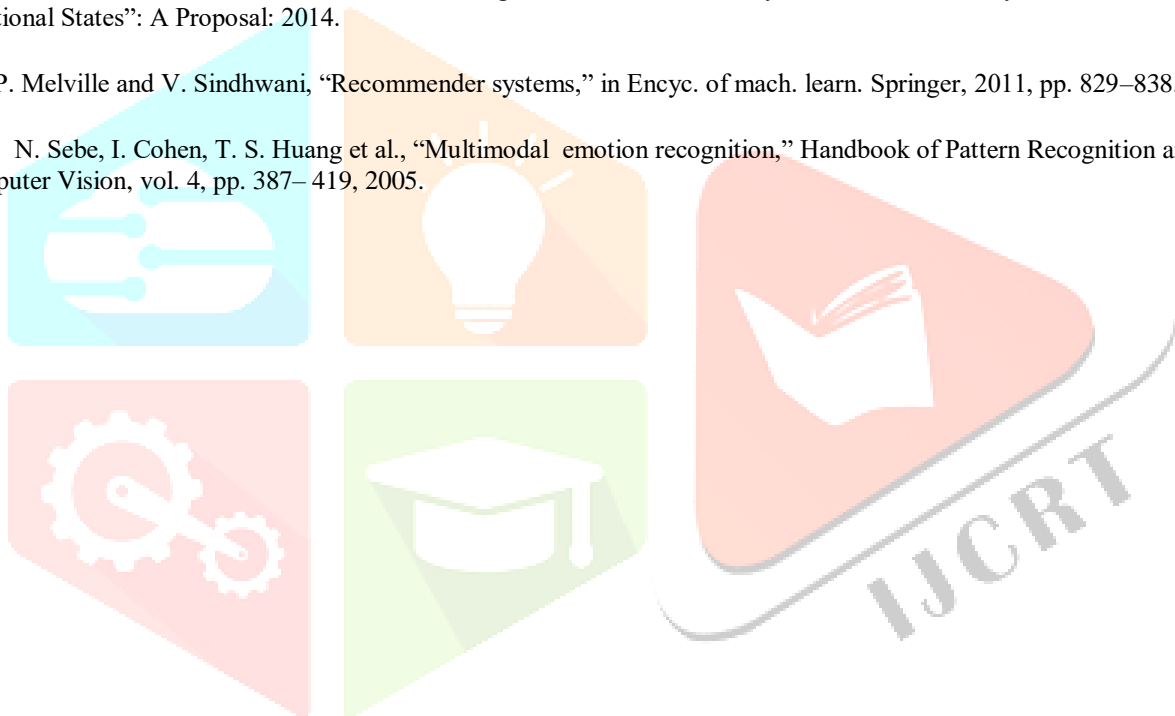 tional States”: A Proposal: 2014.
P. Melville and V. Sindhwani, “Recommender systems,” in Encyc. of mach. learn. Springer, 2011, pp. 829–838.
N. Sebe, I. Cohen, T. S. Huang et al., “Multimodal emotion recognition,” Handbook of Pattern Recognition a
puter Vision, vol. 4, pp. 387– 419, 2005.
IJCRT